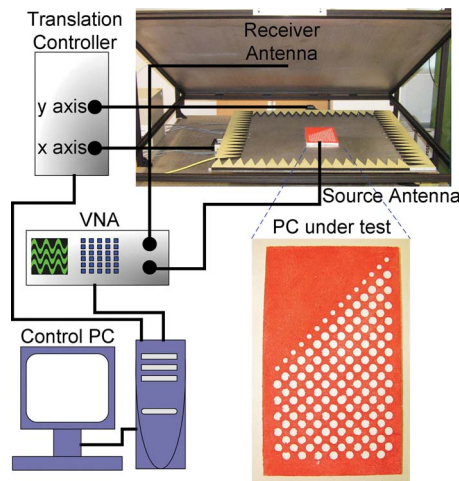 Translation
Controller
y axis
x axis
Receiver
Antenna
Source Antenna
VNA
PC under test
Control PC